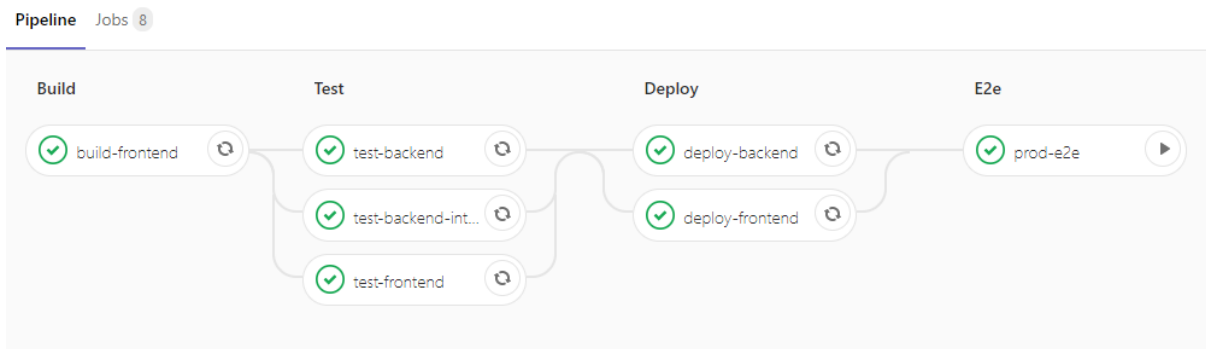 Pipeline Jobs 8
Build Test Deploy E2e
build-frontend test-backend deploy-backend prod-e2e
test-backend-int... deploy-frontend
test-frontend